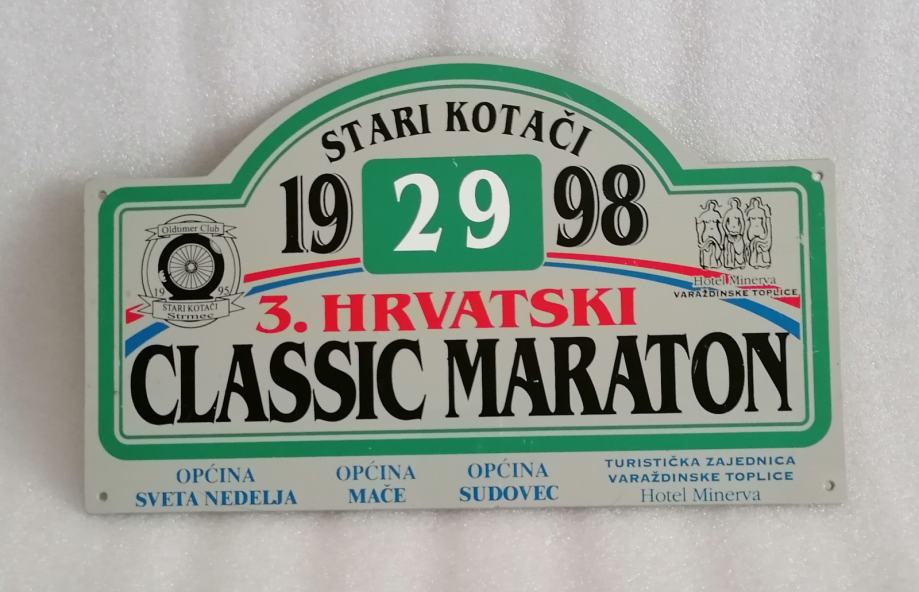 STARI KOTAČI
19 29 98
Oldtimer Club
19 95
STARI KOTAČI
Strmec
Hotel Minerva
VARAŽDINSKE TOPLICE
3. HRVATSKI
CLASSIC MARATON
OPĆINA
SVETA NEDELJA
OPĆINA
MAČE
OPĆINA
SUDOVEC
TURISTIČKA ZAJEDNICA
VARAŽDINSKE TOPLICE
Hotel Minerva